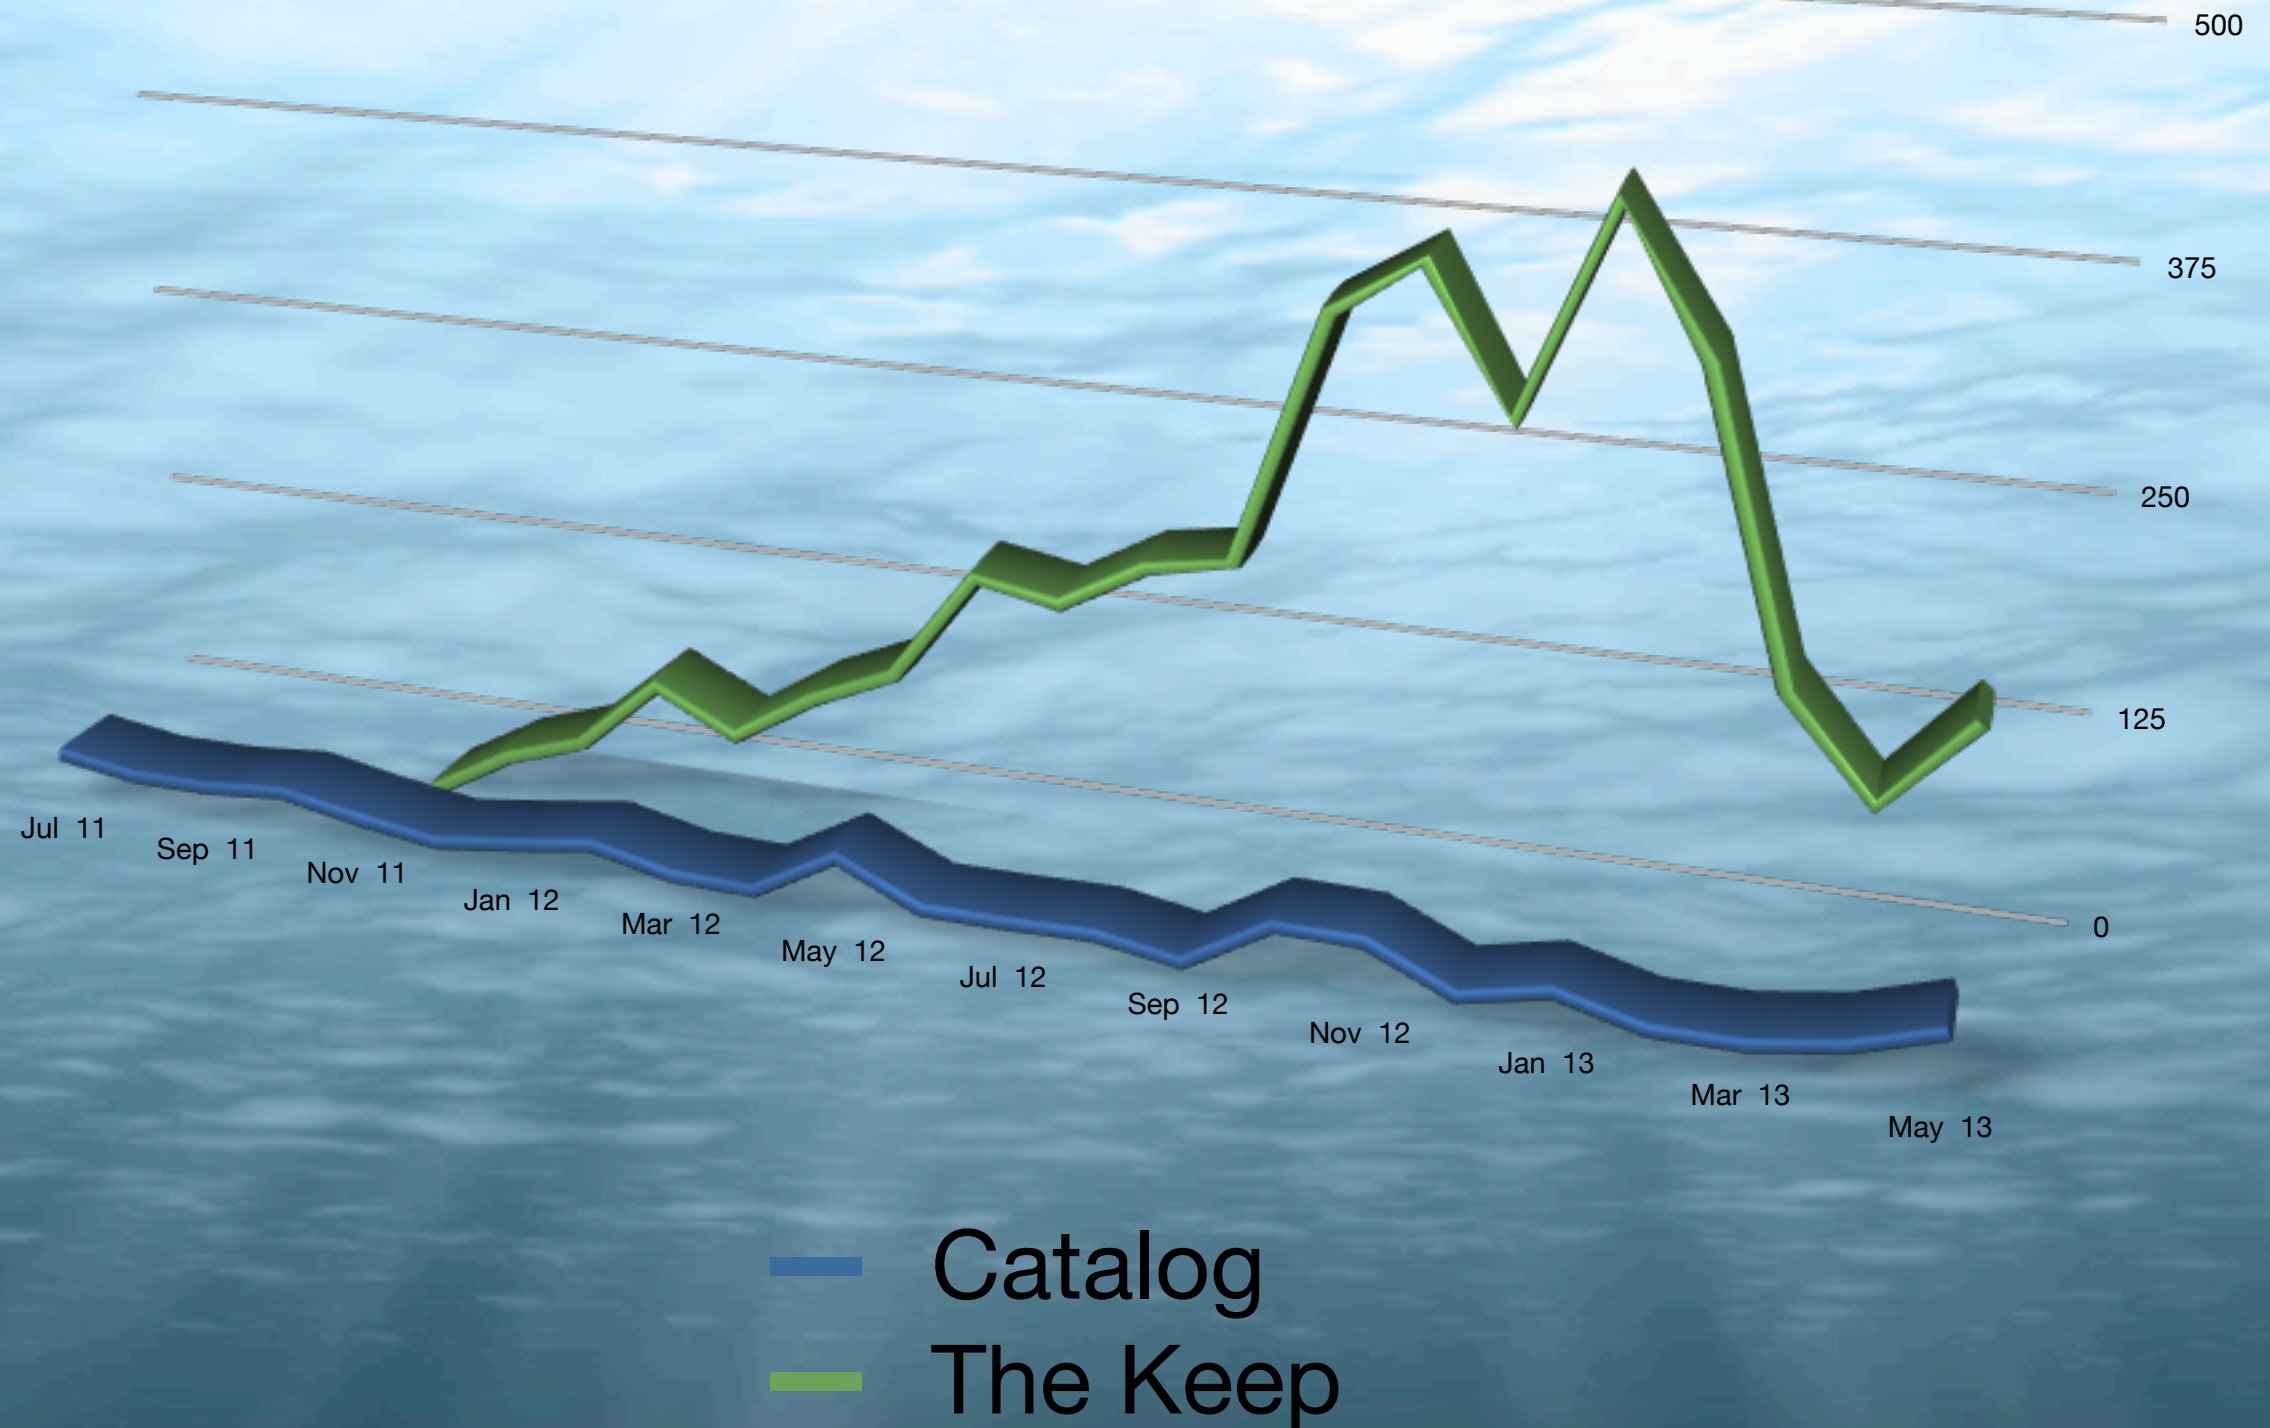 500
375
250
125
0
Jul 11
Sep 11
Nov 11
Jan 12
Mar 12
May 12
Jul 12
Sep 12
Nov 12
Jan 13
Mar 13
May 13
Catalog
The Keep